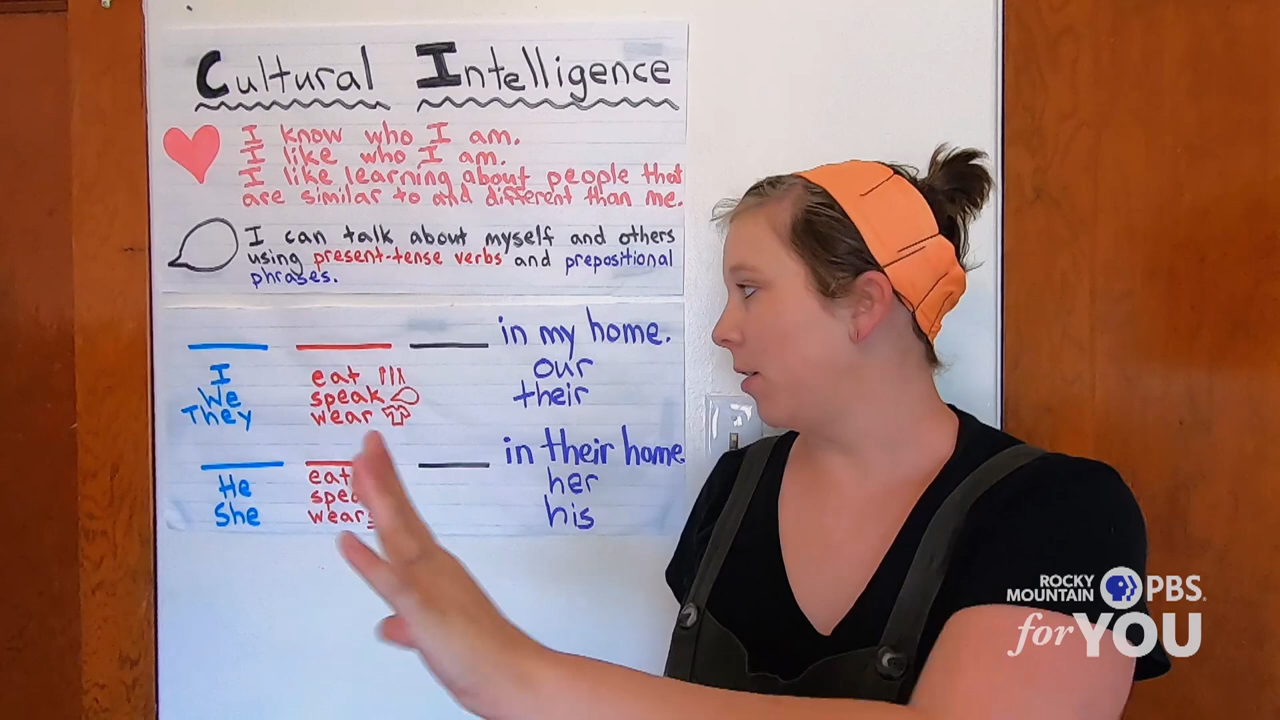 Cultural Intelligence
I know who I am.
I like who I am.
I like learning about people that
are similar to and different than me.
I can talk about myself and others
using present-tense verbs and prepositional
phrases.
in my home.
I eat our
We speak their
They wear
in their home.
He eat her
She wears his
ROCKY
MOUNTAIN PBS
for YOU